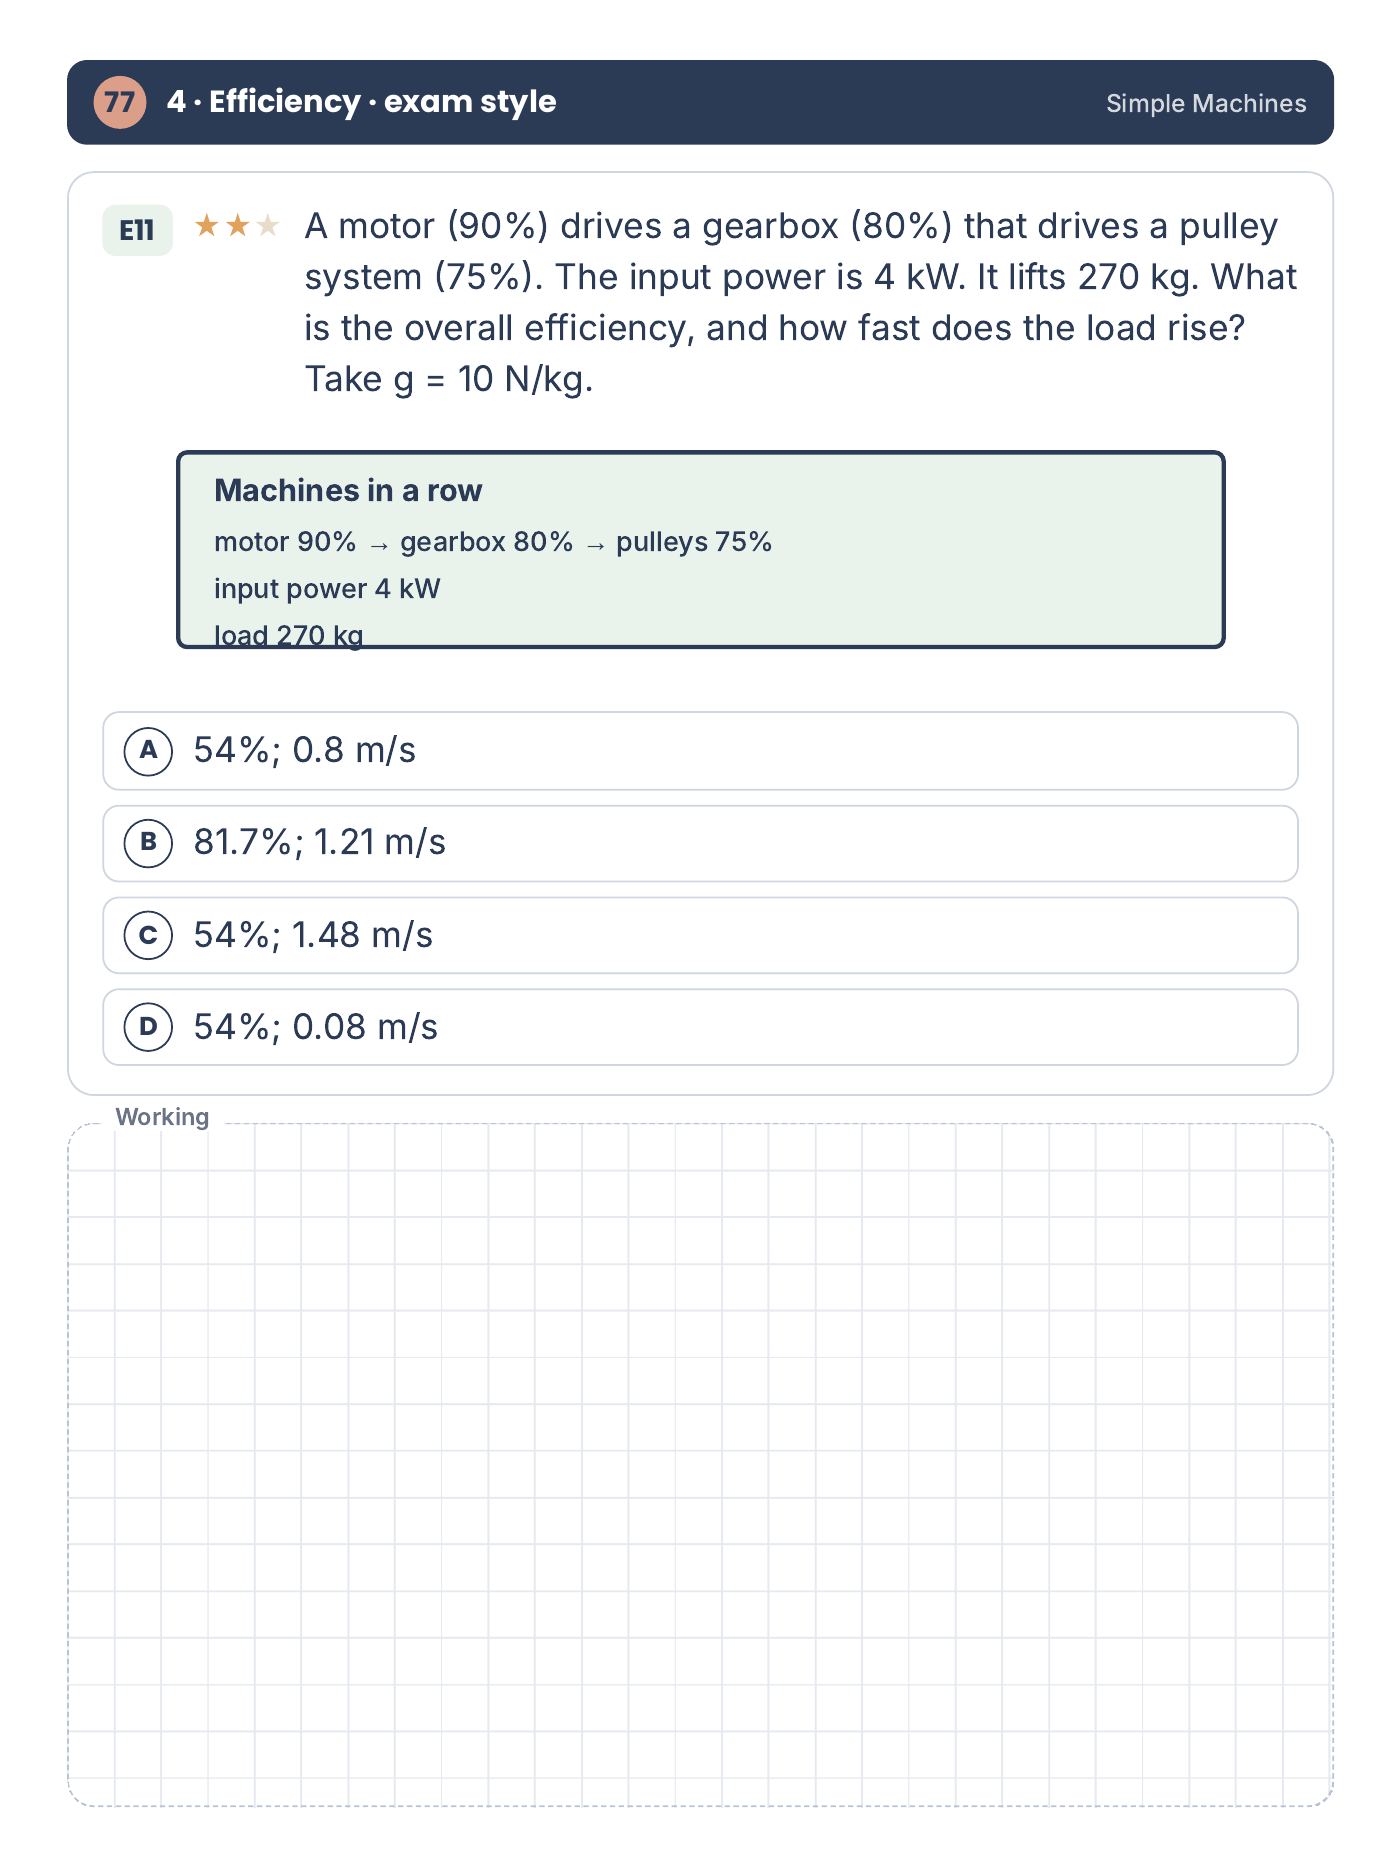 77 4 · Efficiency · exam style Simple Machines
E11 ★★★ A motor (90%) drives a gearbox (80%) that drives a pulley
system (75%). The input power is 4 kW. It lifts 270 kg. What
is the overall efficiency, and how fast does the load rise?
Take g = 10 N/kg.
Machines in a row
motor 90% → gearbox 80% → pulleys 75%
input power 4 kW
load 270 kg
A 54%; 0.8 m/s
B 81.7%; 1.21 m/s
C 54%; 1.48 m/s
D 54%; 0.08 m/s
Working